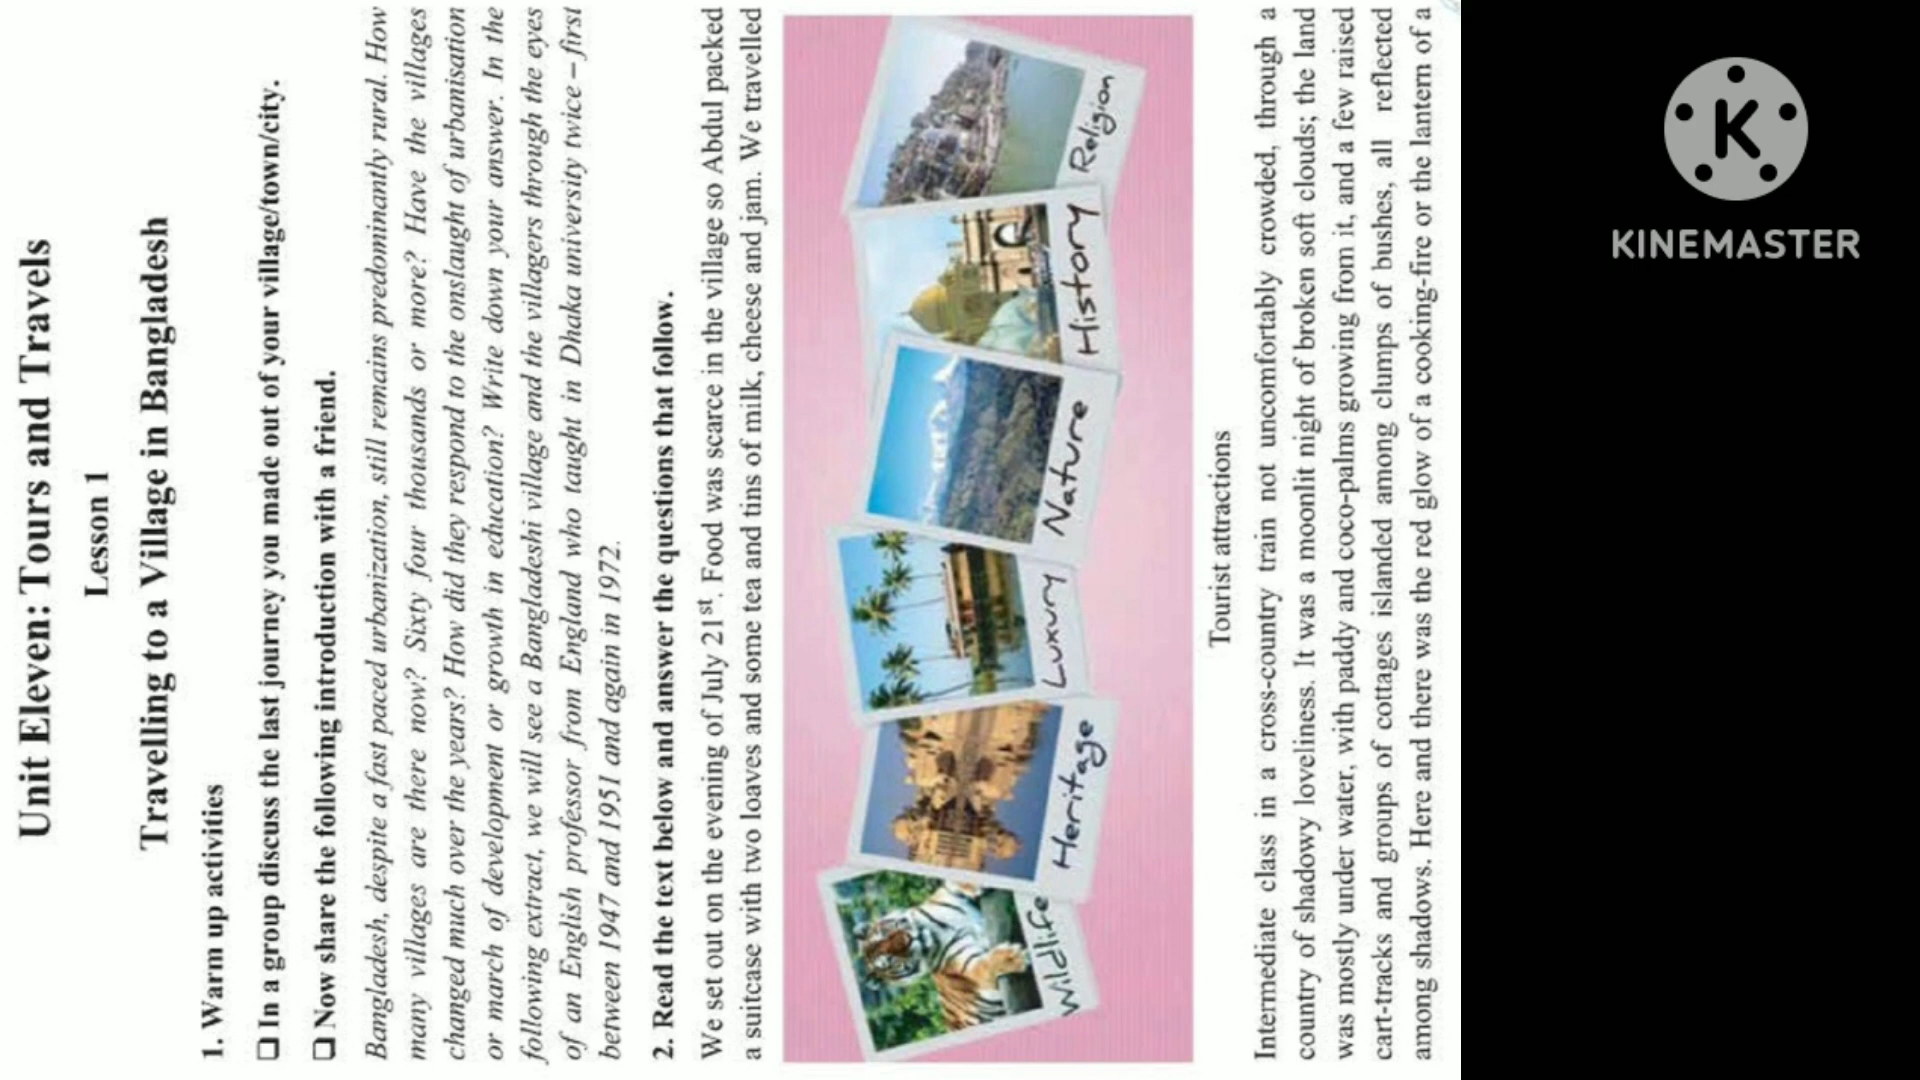 Unit Eleven: Tours and Travels
Lesson 1
Travelling to a Village in Bangladesh
1. Warm up activities
❏ In a group discuss the last journey you made out of your village/town/city.
❏ Now share the following introduction with a friend.
Bangladesh, despite a fast paced urbanization, still remains predominantly rural. How
many villages are there now? Sixty four thousands or more? Have the villages
changed much over the years? How did they respond to the onslaught of urbanisation
or march of development or growth in education? Write down your answer. In the
following extract, we will see a Bangladeshi village and the villagers through the eyes
of an English professor from England who taught in Dhaka university twice – first
between 1947 and 1951 and again in 1972.
2. Read the text below and answer the questions that follow.
We set out on the evening of July 21st. Food was scarce in the village so Abdul packed
a suitcase with two loaves and some tea and tins of milk, cheese and jam. We travelled
Wildlife
Heritage
Luxury
Nature
History
Religion
Tourist attractions
Intermediate class in a cross-country train not uncomfortably crowded, through a
country of shadowy loveliness. It was a moonlit night of broken soft clouds; the land
was mostly under water, with paddy and coco-palms growing from it, and a few raised
cart-tracks and groups of cottages islanded among clumps of bushes, all reflected
among shadows. Here and there was the red glow of a cooking-fire or the lantern of a
K
KINEMASTER